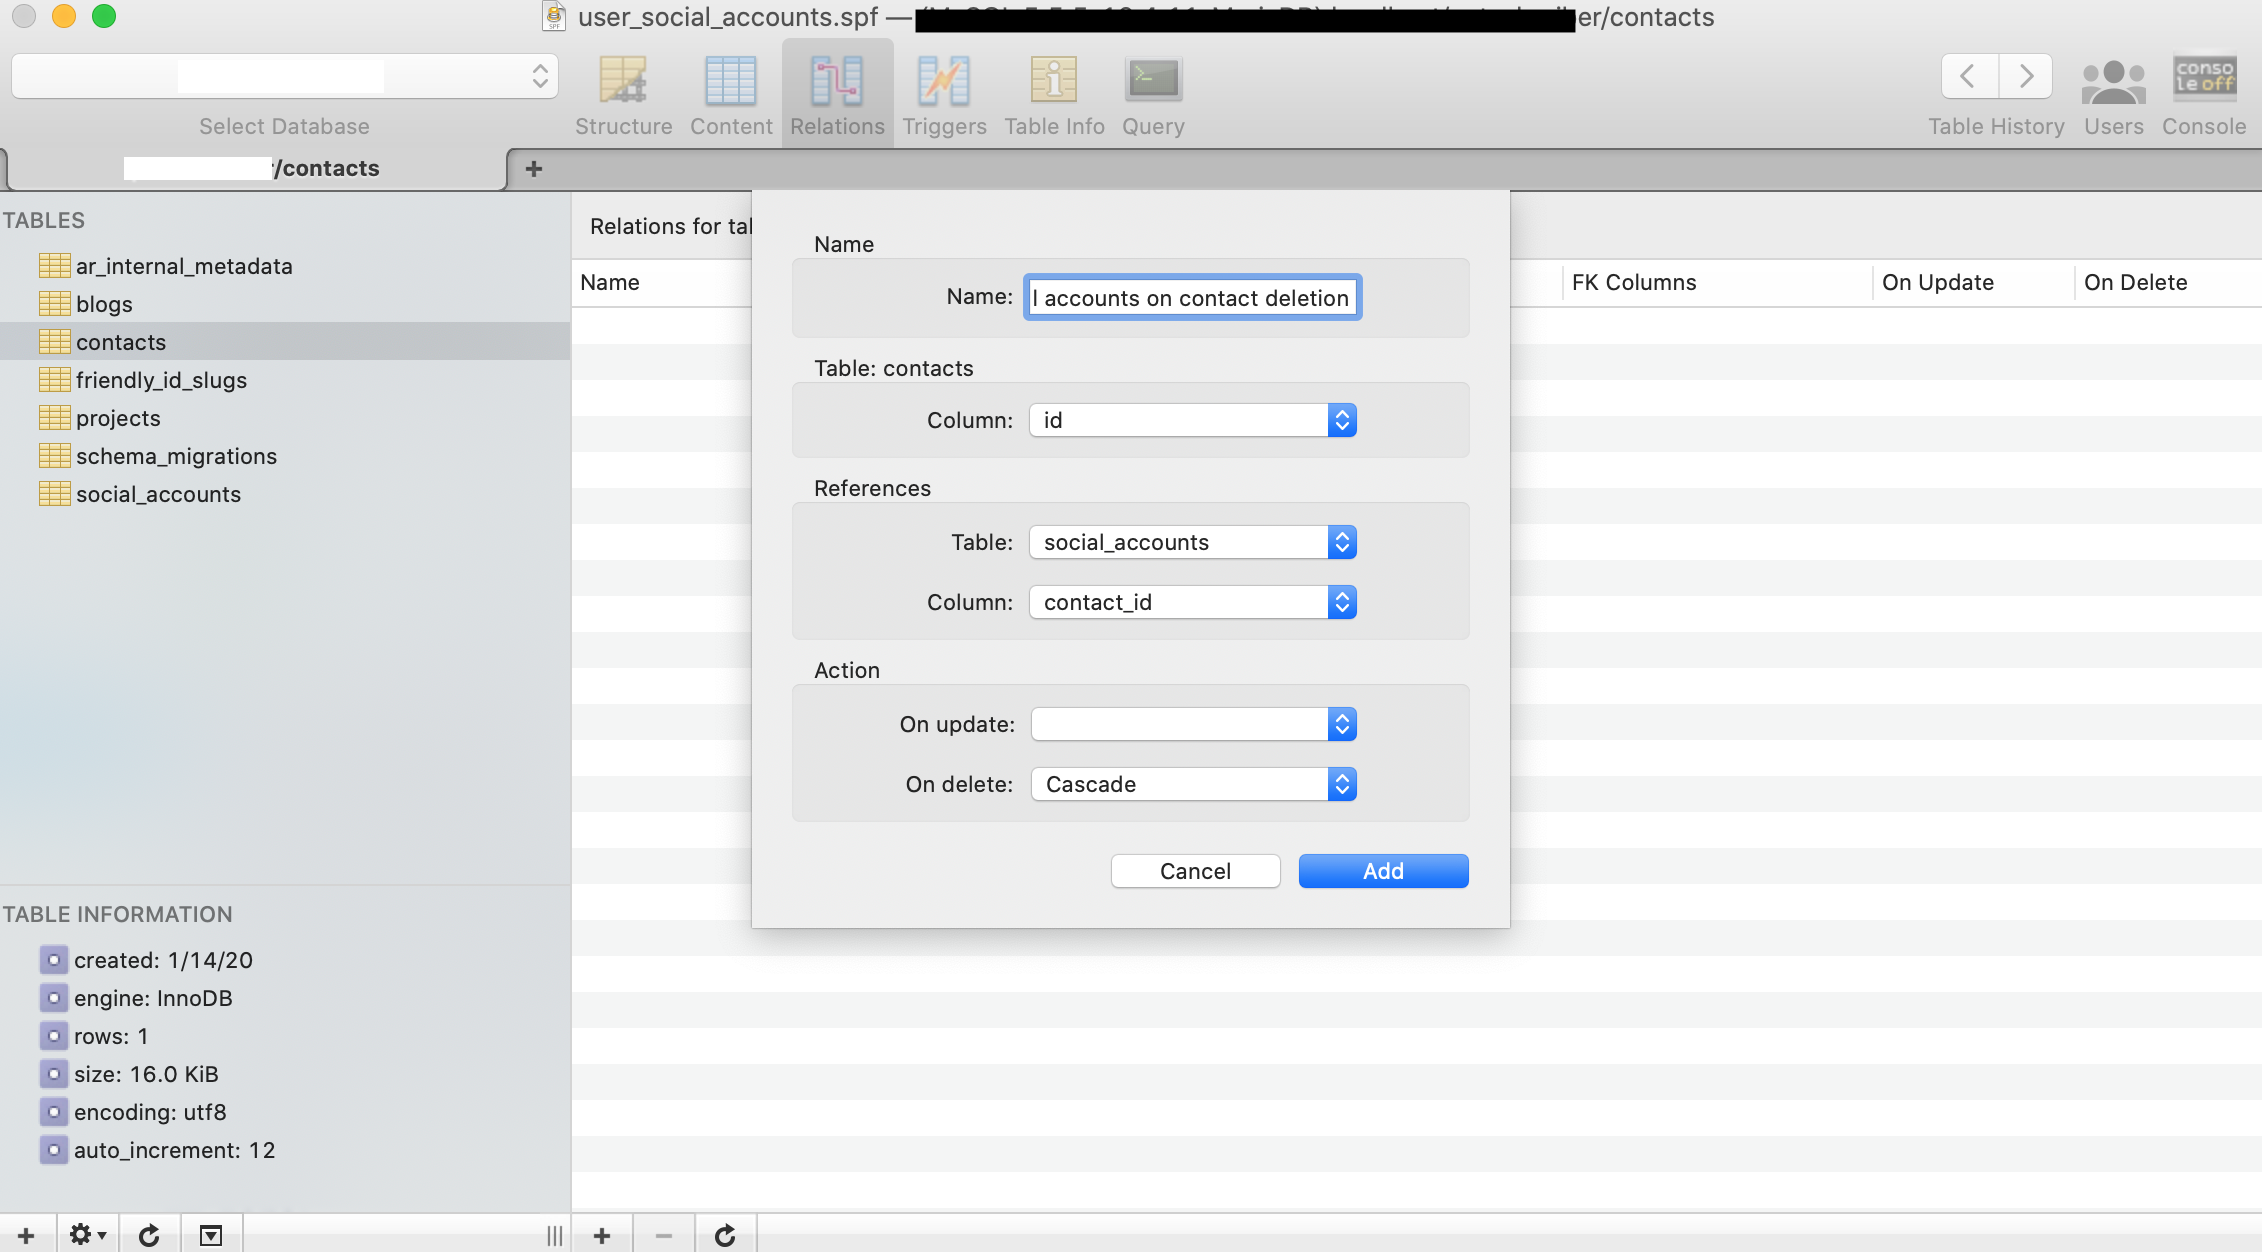 user_social_accounts.spf — er/contacts
Select Database
Structure
Content
Relations
Triggers
Table Info
Query
Table History
Users
conso
le off
Console
/contacts
TABLES
ar_internal_metadata
blogs
contacts
friendly_id_slugs
projects
schema_migrations
social_accounts
TABLE INFORMATION
created: 1/14/20
engine: InnoDB
rows: 1
size: 16.0 KiB
encoding: utf8
auto_increment: 12
Relations for
Name
FK Columns
On Update
On Delete
Name
Name: l accounts on contact deletion
Table: contacts
Column: id
References
Table: social_accounts
Column: contact_id
Action
On update:
On delete: Cascade
Cancel
Add